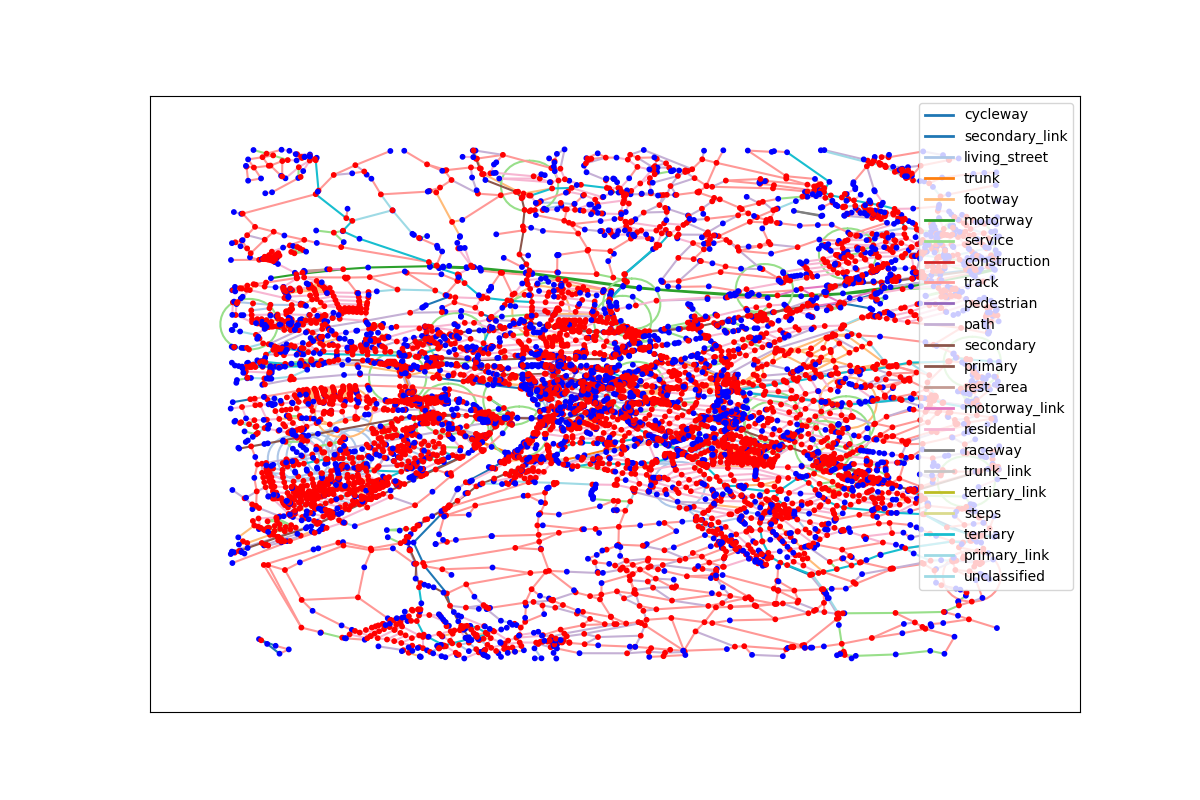 cycleway
secondary_link
living_street
trunk
footway
motorway
service
construction
track
pedestrian
path
secondary
primary
rest_area
motorway_link
residential
raceway
trunk_link
tertiary_link
steps
tertiary
primary_link
unclassified